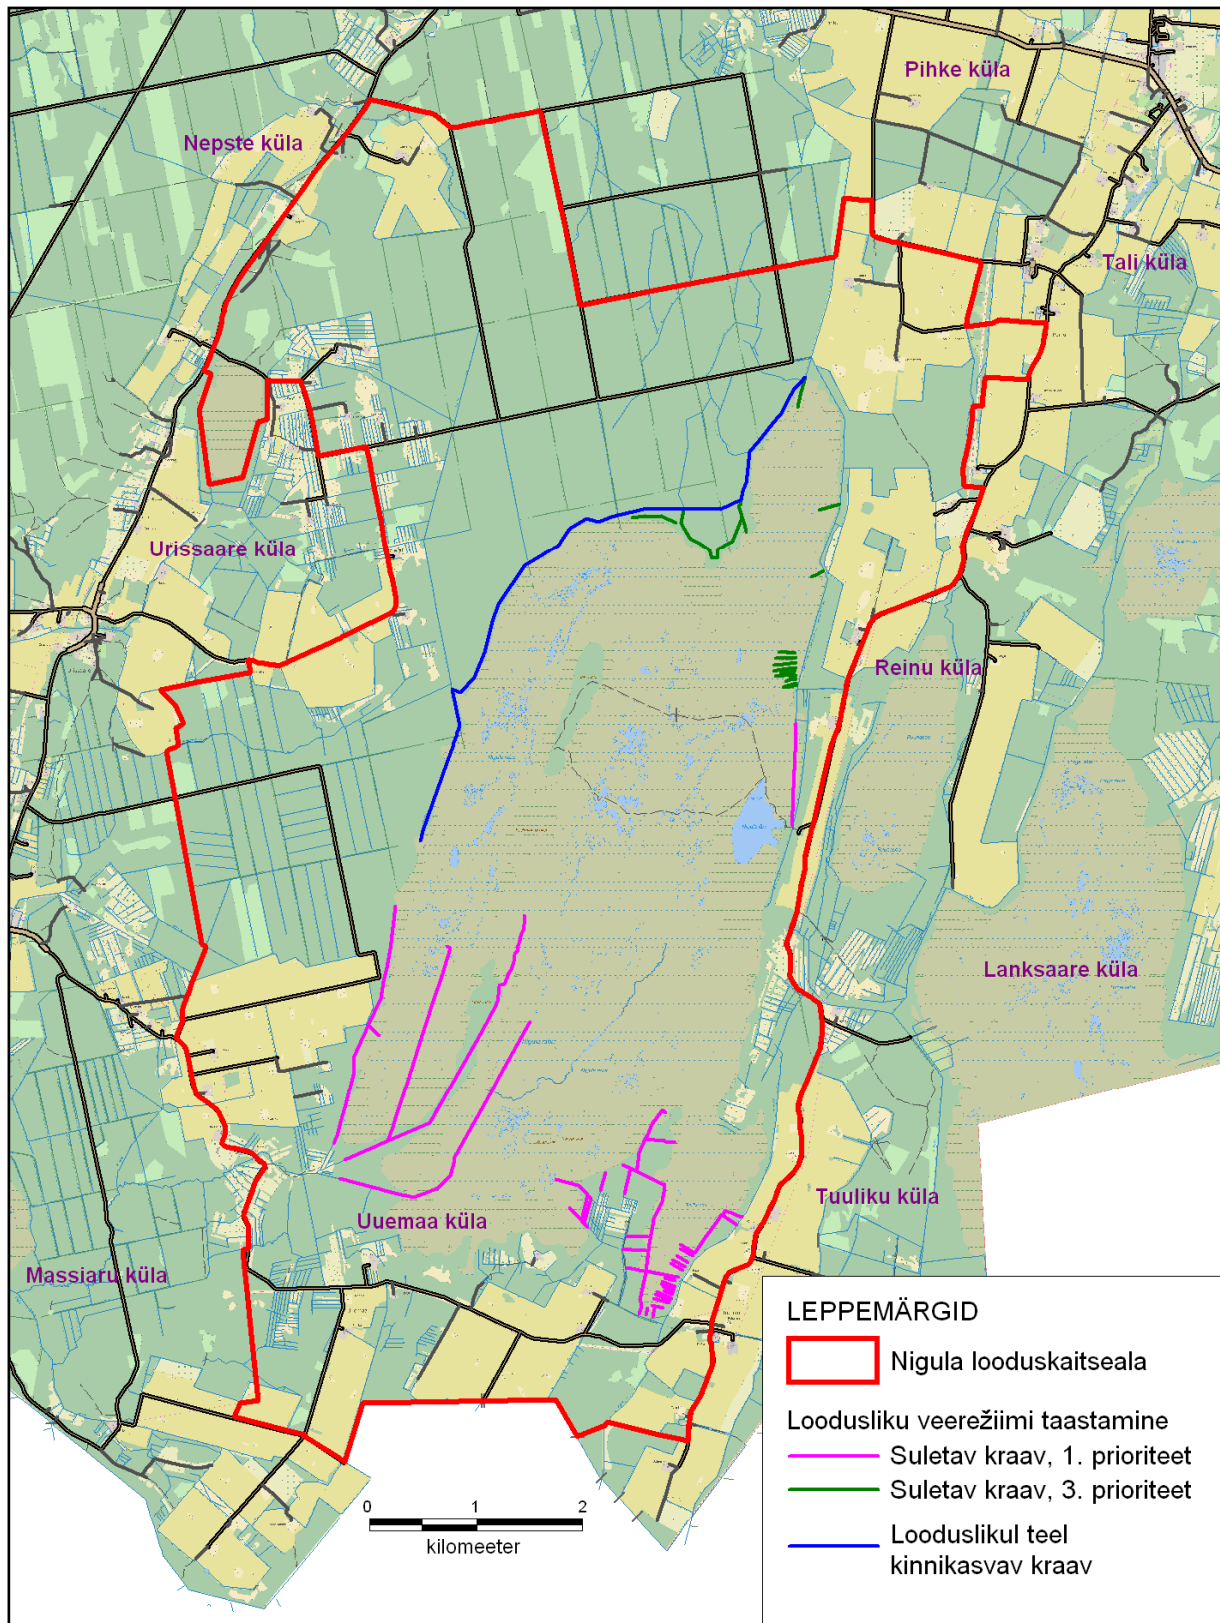 Pihke küla
Nepste küla
Tali küla
Urissaare küla
Reinu küla
Lanksaare küla
Tuuliku küla
Uuemaa küla
Massiaru küla
LEPPEMÄRGID
Nigula looduskaitseala
Loodusliku veerežiimi taastamine
Suletav kraav, 1. prioriteet
Suletav kraav, 3. prioriteet
Looduslikul teel
kinnikasvav kraav
0 1 2
kilomeeter